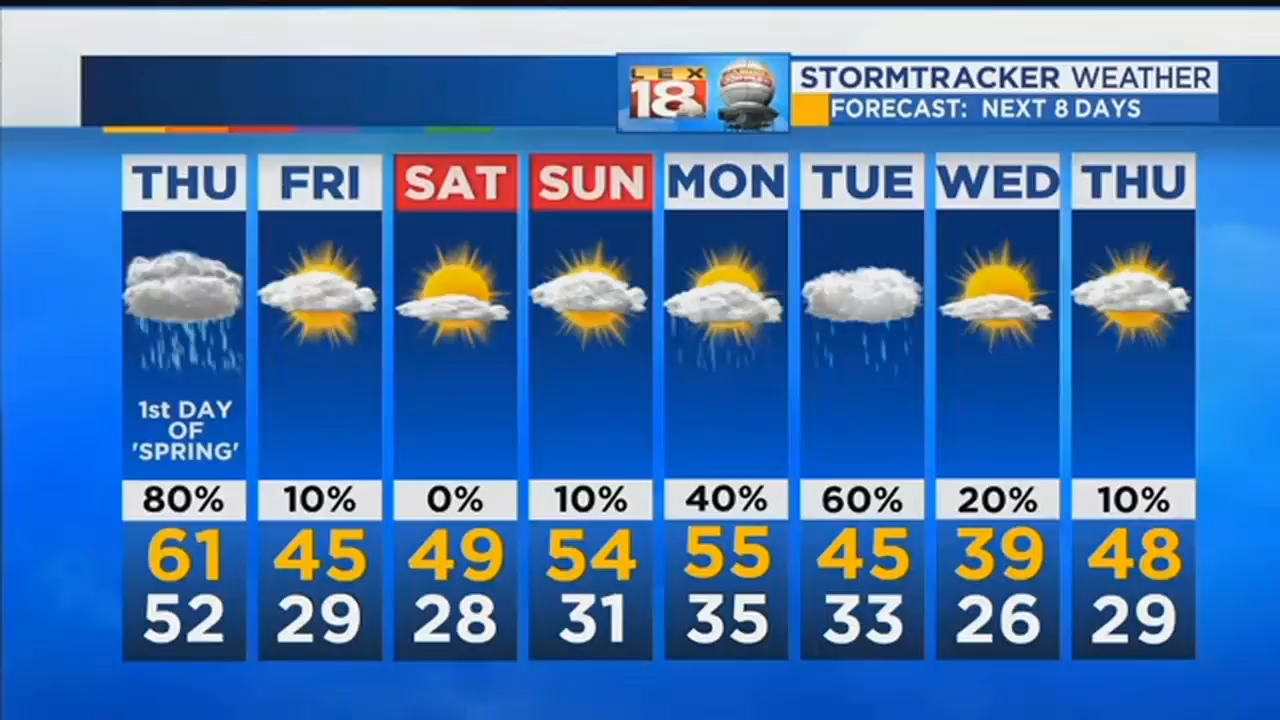 LEX
18
STORMTRACKER WEATHER
FORECAST: NEXT 8 DAYS
THU FRI SAT SUN MON TUE WED THU
1st DAY
OF
'SPRING'
80% 10% 0% 10% 40% 60% 20% 10%
61 45 49 54 55 45 39 48
52 29 28 31 35 33 26 29